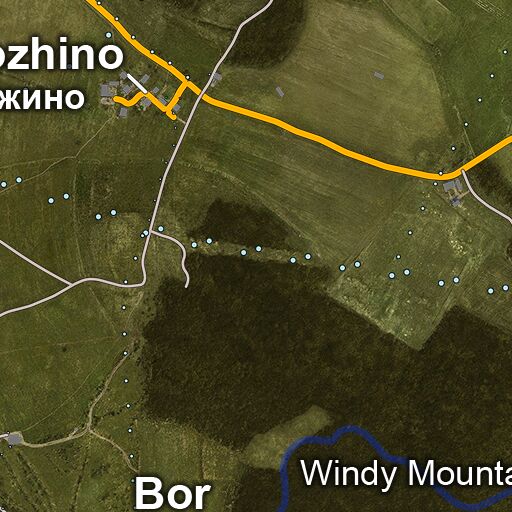 ozhino
жино
Bor
Windy Mounta